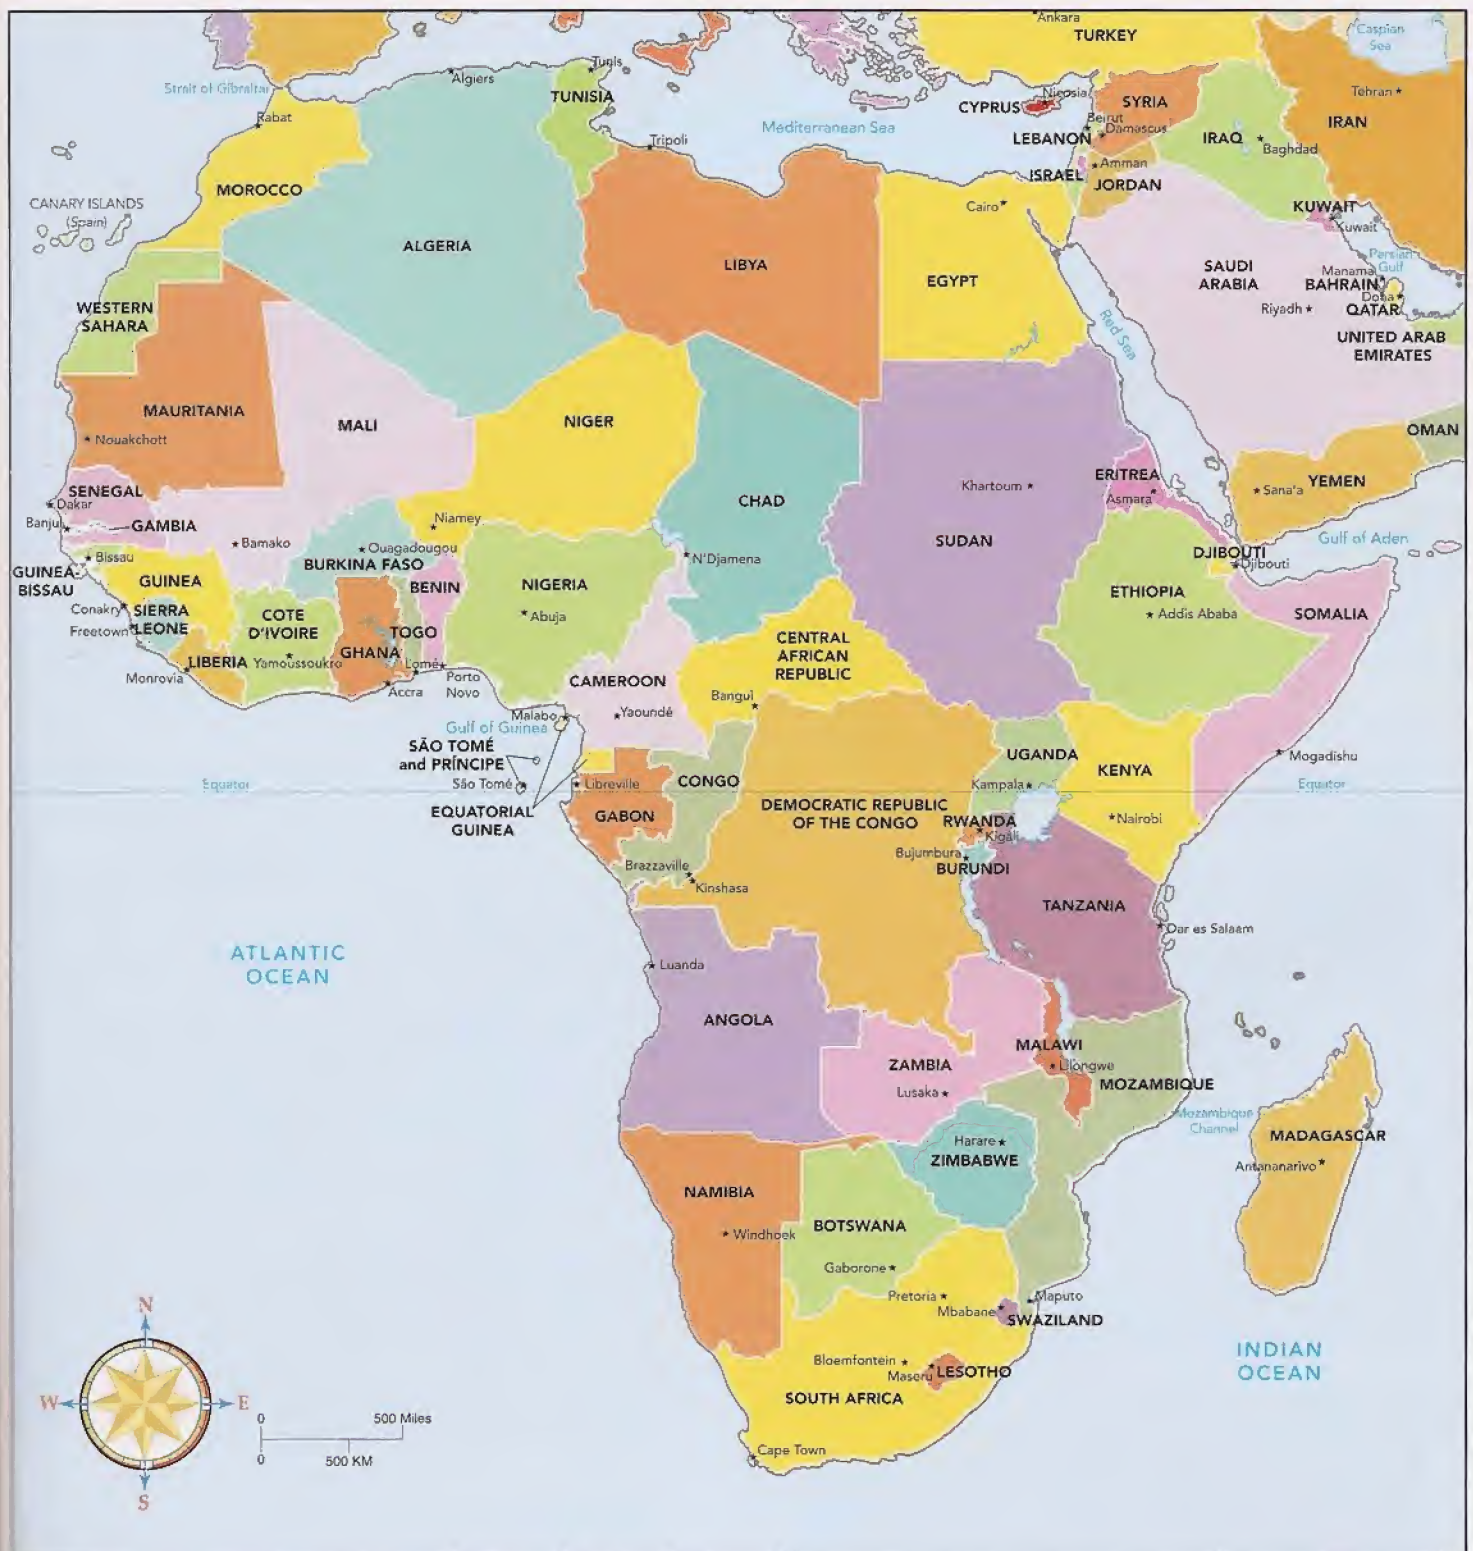 Ankara
TURKEY
Caspian
Sea
Strait of Gibraltar
Algiers
Tunis
TUNISIA
Nicosia
CYPRUS
SYRIA
Tehran
IRAN
Rabat
Mediterranean Sea
Tripoli
Beirut
LEBANON
Damascus
IRAQ
Baghdad
MOROCCO
ISRAEL
Amman
JORDAN
CANARY ISLANDS
(Spain)
Cairo
KUWAIT
Kuwait
ALGERIA
LIBYA
EGYPT
SAUDI
ARABIA
Persian
Gulf
Manama
BAHRAIN
Doha
QATAR
Riyadh
WESTERN
SAHARA
Red Sea
UNITED ARAB
EMIRATES
MAURITANIA
Nouakchott
MALI
NIGER
OMAN
SENEGAL
Dakar
Banjul
GAMBIA
CHAD
Khartoum
ERITREA
Asmara
Sana'a
YEMEN
Niamey
Bamako
Ouagadougou
BURKINA FASO
N'Djamena
SUDAN
Gulf of Aden
DJIBOUTI
Djibouti
Bissau
GUINEA-
BISSAU
GUINEA
BENIN
NIGERIA
Abuja
ETHIOPIA
Addis Ababa
SOMALIA
Conakry
SIERRA
LEONE
Freetown
COTE
D'IVOIRE
TOGO
GHANA
CENTRAL
AFRICAN
REPUBLIC
LIBERIA
Yamoussoukro
Lomé
Monrovia
Accra
Porto
Novo
CAMEROON
Bangui
Malabo
Yaoundé
Gulf of Guinea
SÃO TOMÉ
and PRÍNCIPE
UGANDA
KENYA
Mogadishu
Equator
São Tomé
Libreville
CONGO
Kampala
Equator
EQUATORIAL
GUINEA
GABON
DEMOCRATIC REPUBLIC
OF THE CONGO
RWANDA
Kigali
Nairobi
Brazzaville
Kinshasa
Bujumbura
BURUNDI
TANZANIA
Dar es Salaam
ATLANTIC
OCEAN
Luanda
ANGOLA
MALAWI
Lilongwe
ZAMBIA
Lusaka
MOZAMBIQUE
Mozambique
Channel
MADAGASCAR
Antananarivo
Harare
ZIMBABWE
NAMIBIA
Windhoek
BOTSWANA
Gaborone
Pretoria
Mbabane
Maputo
SWAZILAND
N
W
E
S
0
500 Miles
0
500 KM
Bloemfontein
Maseru
LESOTHO
SOUTH AFRICA
Cape Town
INDIAN
OCEAN